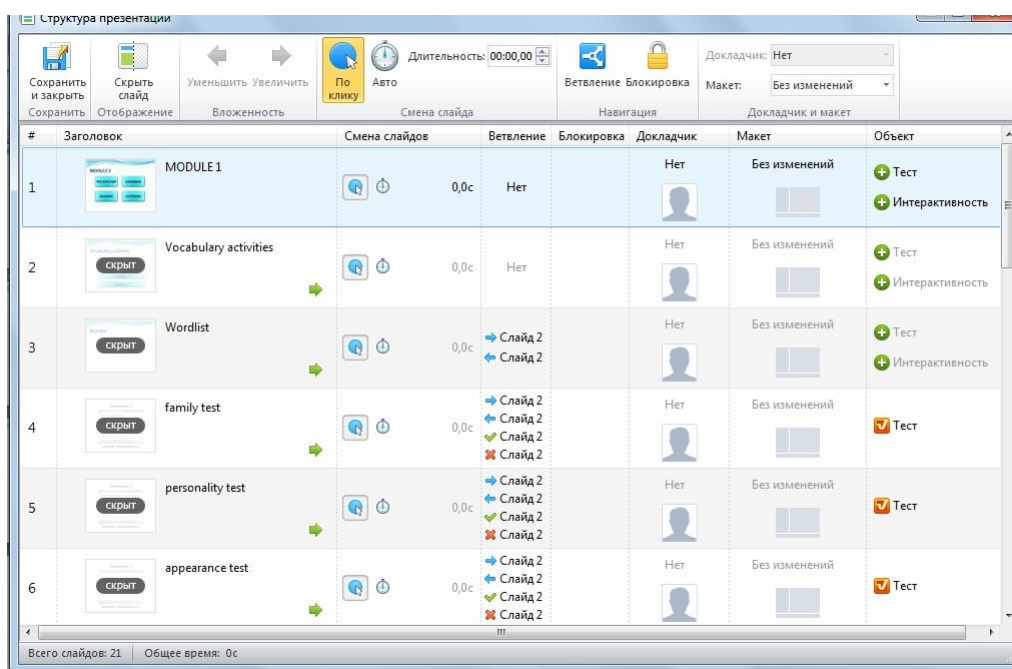 Структура презентации
Сохранить и закрыть
Скрыть слайд
Уменьшить Увеличить
По клику
Авто
Длительность: 00:00,00
Ветвление Блокировка
Докладчик: Нет
Макет: Без изменений
Сохранить Отображение Вложенность Смена слайда Навигация Докладчик и макет
# Заголовок Смена слайдов Ветвление Блокировка Докладчик Макет Объект
1 MODULE 1 0,0с Нет Нет Без изменений Тест
Интерактивность
MODULE 1
2 Vocabulary activities 0,0с Нет Нет Без изменений Тест
Интерактивность
скрыт
3 Wordlist 0,0с Слайд 2 Нет Без изменений Тест
Слайд 2 Интерактивность
скрыт
4 family test 0,0с Слайд 2 Нет Без изменений Тест
Слайд 2
Слайд 2
Слайд 2
скрыт
5 personality test 0,0с Слайд 2 Нет Без изменений Тест
Слайд 2
Слайд 2
Слайд 2
скрыт
6 appearance test 0,0с Слайд 2 Нет Без изменений Тест
Слайд 2
Слайд 2
Слайд 2
скрыт
Всего слайдов: 21 Общее время: 0с